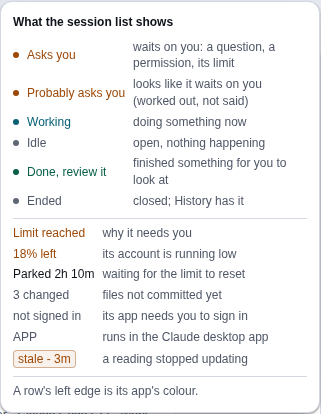 What the session list shows
Asks you
waits on you: a question, a
permission, its limit
Probably asks you
looks like it waits on you
(worked out, not said)
Working
doing something now
Idle
open, nothing happening
Done, review it
finished something for you to
look at
Ended
closed; History has it
Limit reached
why it needs you
18% left
its account is running low
Parked 2h 10m
waiting for the limit to reset
3 changed
files not committed yet
not signed in
its app needs you to sign in
APP
runs in the Claude desktop app
stale - 3m
a reading stopped updating
A row's left edge is its app's colour.